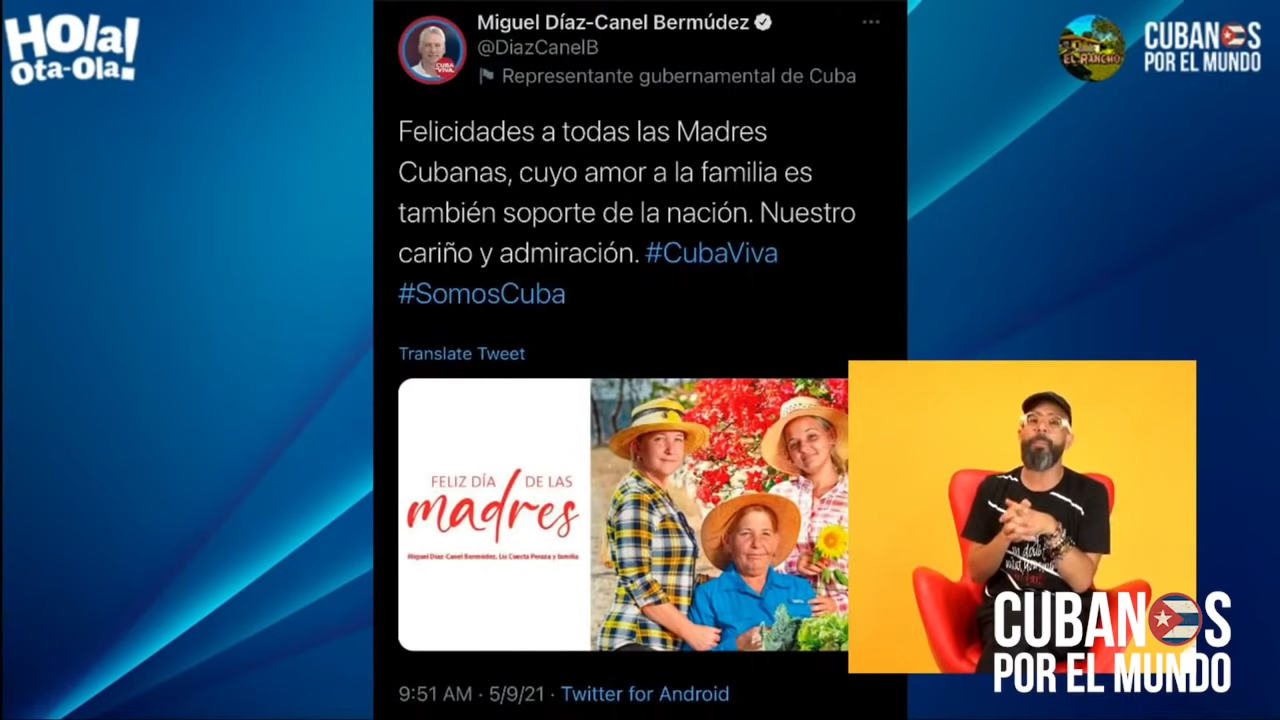 HOla!
Ota-Ola!
Miguel Díaz-Canel Bermúdez
@DiazCanelB
Representante gubernamental de Cuba
EL RANCHO
CUBANOS
POR EL MUNDO
Felicidades a todas las Madres
Cubanas, cuyo amor a la familia es
también soporte de la nación. Nuestro
cariño y admiración. #CubaViva
#SomosCuba
Translate Tweet
FELIZ DÍA DE LAS
madres
Miguel Díaz-Canel Bermúdez, Lis Cuesta Peraza y familia
9:51 AM · 5/9/21 · Twitter for Android
CUBANOS
POR EL MUNDO